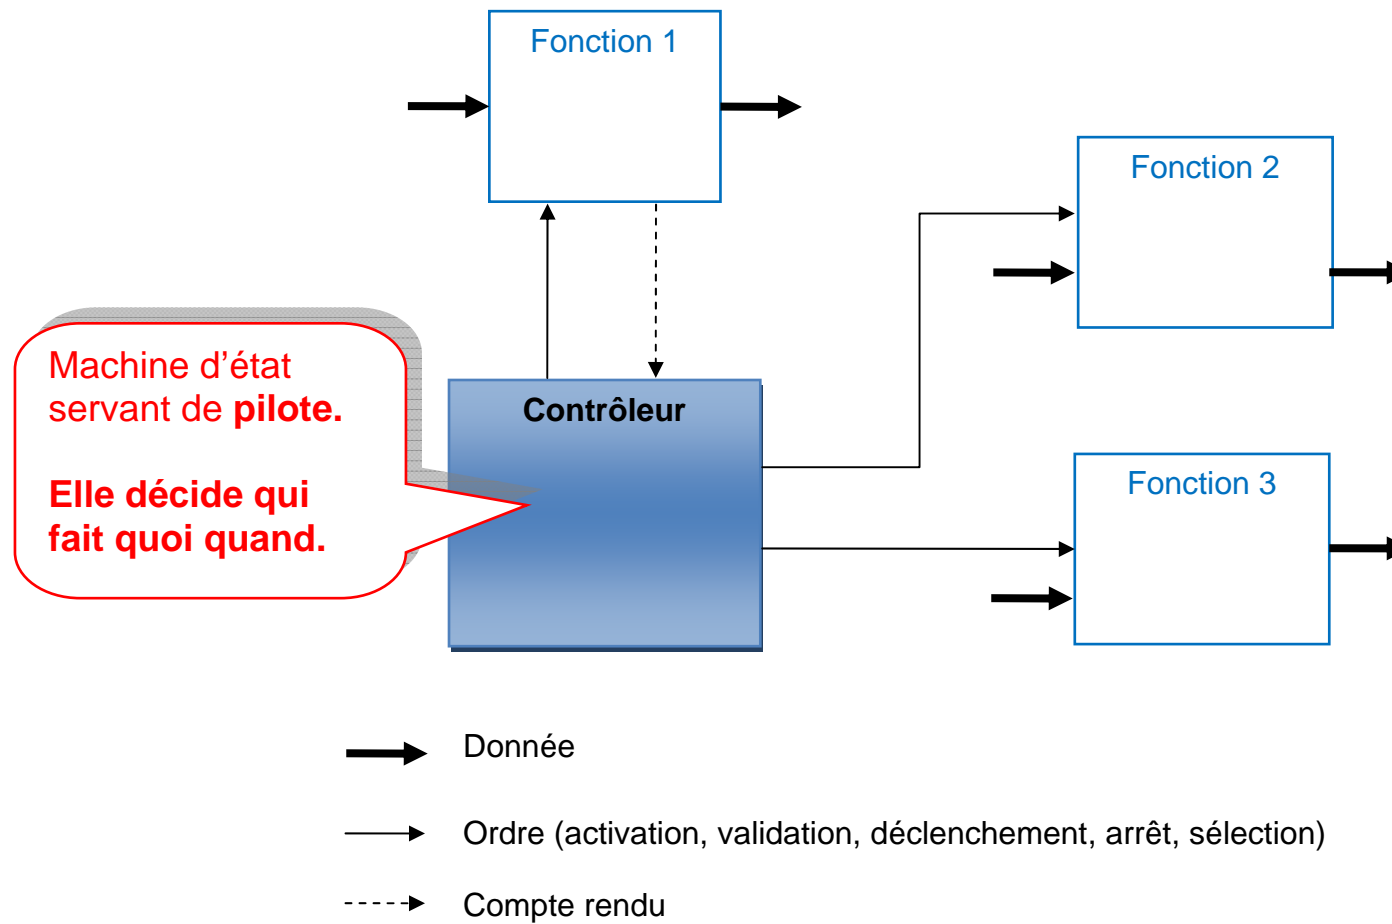 Fonction 1
Fonction 2
Machine d’état
servant de pilote.
Elle décide qui
fait quoi quand.
Contrôleur
Fonction 3
Donnée
Ordre (activation, validation, déclenchement, arrêt, sélection)
Compte rendu